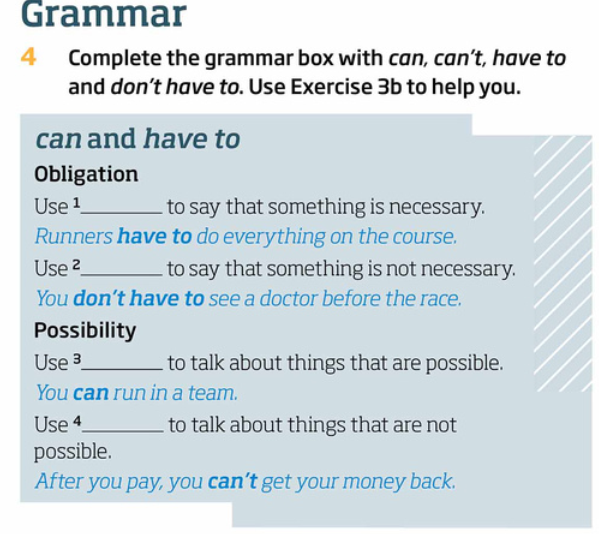 Grammar
4 Complete the grammar box with can, can't, have to
and don't have to. Use Exercise 3b to help you.
can and have to
Obligation
Use 1________ to say that something is necessary.
Runners have to do everything on the course.
Use 2________ to say that something is not necessary.
You don't have to see a doctor before the race.
Possibility
Use 3________ to talk about things that are possible.
You can run in a team.
Use 4________ to talk about things that are not
possible.
After you pay, you can't get your money back.